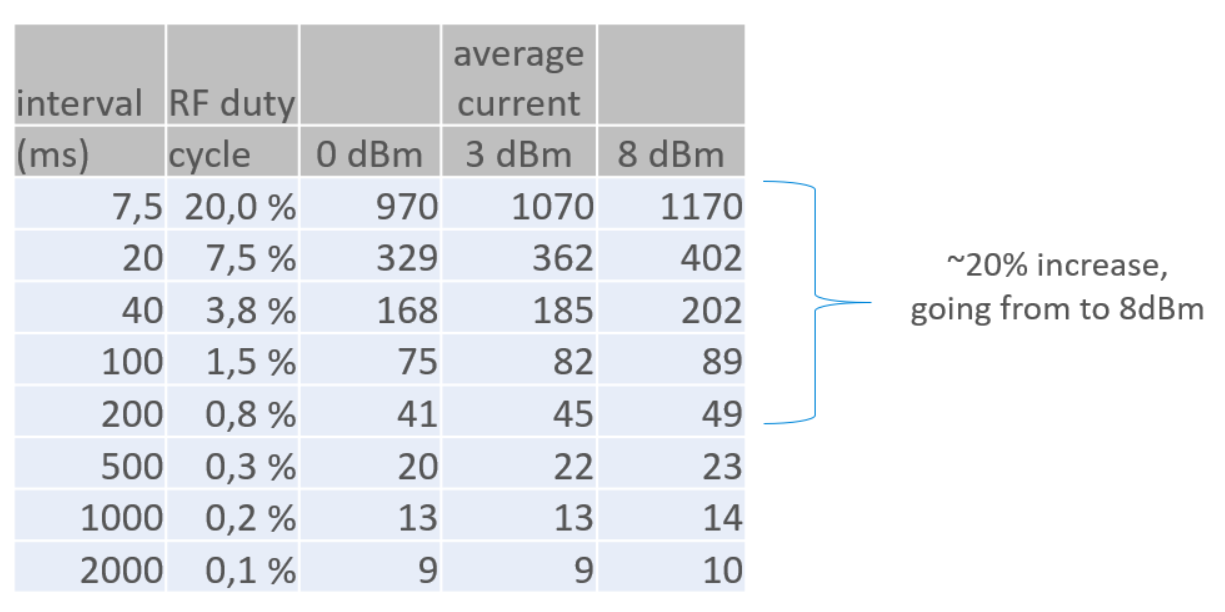 average
interval RF duty current
(ms) cycle 0 dBm 3 dBm 8 dBm
7,5 20,0 % 970 1070 1170
20 7,5 % 329 362 402
40 3,8 % 168 185 202
100 1,5 % 75 82 89
200 0,8 % 41 45 49
500 0,3 % 20 22 23
1000 0,2 % 13 13 14
2000 0,1 % 9 9 10
~20% increase,
going from to 8dBm